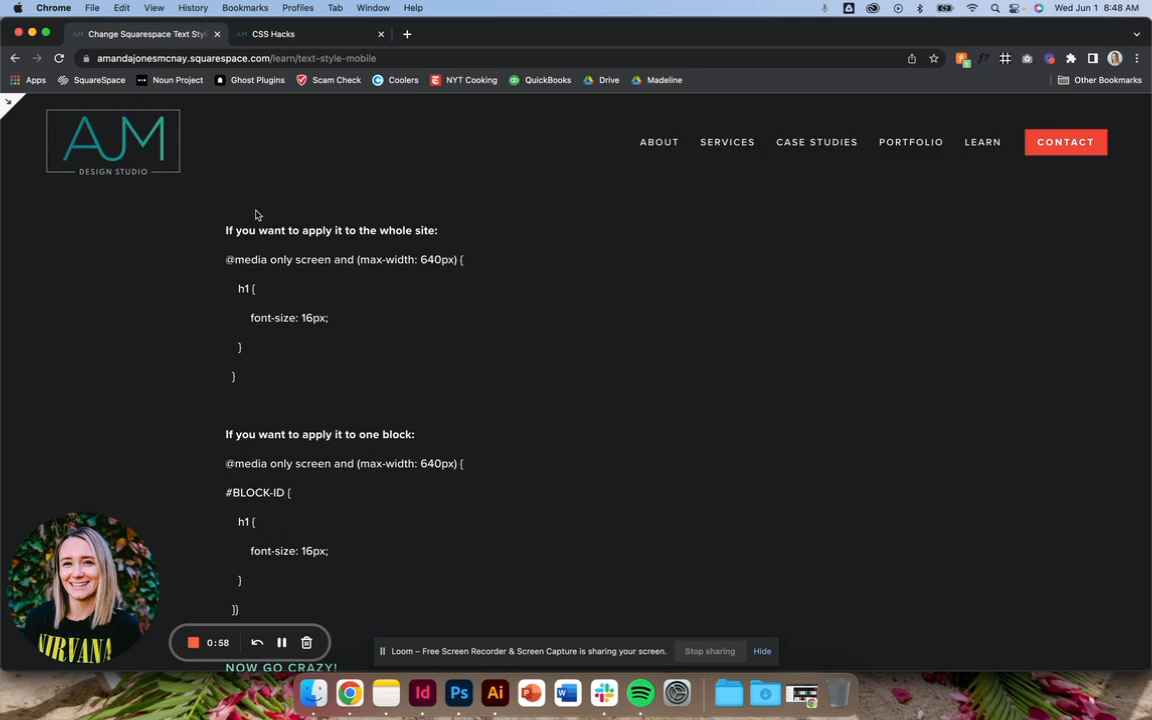 Chrome File Edit View History Bookmarks Profiles Tab Window Help Wed Jun 1 8:48 AM
Change Squarespace Text Styl CSS Hacks
amandajonesmcnay.squarespace.com/learn/text-style-mobile
Apps SquareSpace Noun Project Ghost Plugins Scam Check Coolers NYT Cooking QuickBooks Drive Madeline Other Bookmarks
AJM
DESIGN STUDIO
ABOUT SERVICES CASE STUDIES PORTFOLIO LEARN CONTACT
If you want to apply it to the whole site:
@media only screen and (max-width: 640px) {
h1 {
font-size: 16px;
}
}
If you want to apply it to one block:
@media only screen and (max-width: 640px) {
#BLOCK-ID {
h1 {
font-size: 16px;
}
}}
NIRVANA
0:58
Loom – Free Screen Recorder & Screen Capture is sharing your screen. Stop sharing Hide
NOW GO CRAZY!
Id Ps Ai P W